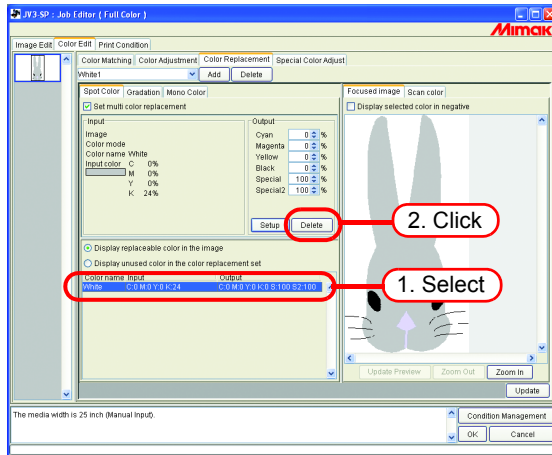 JV3-SP : Job Editor ( Full Color )
Mimaki
Image Edit Color Edit Print Condition
Color Matching Color Adjustment Color Replacement Special Color Adjust
White1 Add Delete
Spot Color Gradation Mono Color
Set multi color replacement
Input
Image
Color mode
Color name White
Input color C 0%
M 0%
Y 0%
K 24%
Output
Cyan 0 %
Magenta 0 %
Yellow 0 %
Black 0 %
Special 100 %
Special2 100 %
Setup Delete
Display replaceable color in the image
Display unused color in the color replacement set
Color name Input Output
White C:0 M:0 Y:0 K:24 C:0 M:0 Y:0 K:0 S:100 S2:100
Focused image Scan color
Display selected color in negative
2. Click
1. Select
Update Preview Zoom Out Zoom In
Update
The media width is 25 inch (Manual Input).
Condition Management
OK Cancel